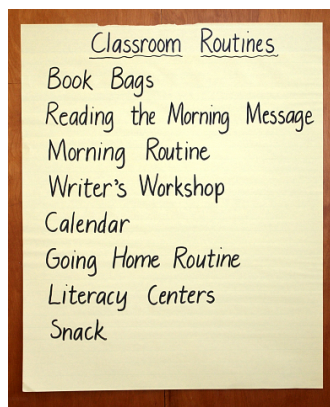 Classroom Routines
Book Bags
Reading the Morning Message
Morning Routine
Writer's Workshop
Calendar
Going Home Routine
Literacy Centers
Snack